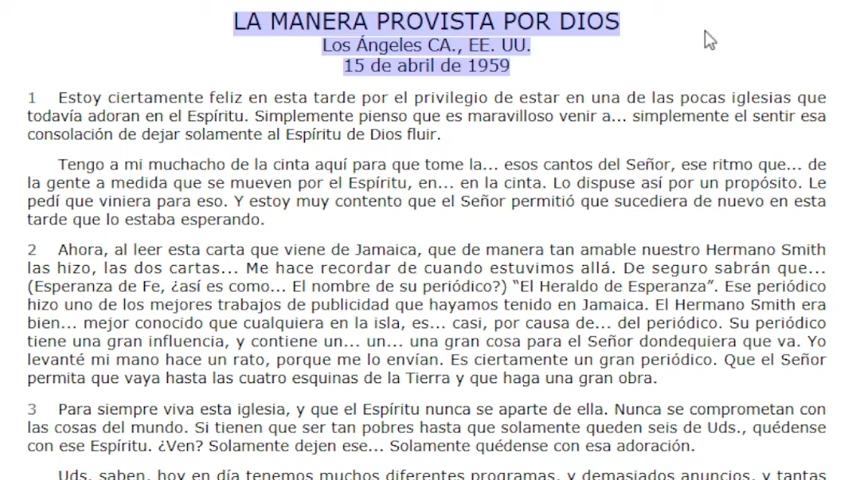 LA MANERA PROVISTA POR DIOS
Los Ángeles CA., EE. UU.
15 de abril de 1959
1 Estoy ciertamente feliz en esta tarde por el privilegio de estar en una de las pocas iglesias que
todavía adoran en el Espíritu. Simplemente pienso que es maravilloso venir a... simplemente el sentir esa
consolación de dejar solamente al Espíritu de Dios fluir.
Tengo a mi muchacho de la cinta aquí para que tome la... esos cantos del Señor, ese ritmo que... de
la gente a medida que se mueven por el Espíritu, en... en la cinta. Lo dispuse así por un propósito. Le
pedí que viniera para eso. Y estoy muy contento que el Señor permitió que sucediera de nuevo en esta
tarde que lo estaba esperando.
2 Ahora, al leer esta carta que viene de Jamaica, que de manera tan amable nuestro Hermano Smith
las hizo, las dos cartas... Me hace recordar de cuando estuvimos allá. De seguro sabrán que...
(Esperanza de Fe, ¿así es como... El nombre de su periódico?) “El Heraldo de Esperanza”. Ese periódico
hizo uno de los mejores trabajos de publicidad que hayamos tenido en Jamaica. El Hermano Smith era
bien... mejor conocido que cualquiera en la isla, es... casi, por causa de... del periódico. Su periódico
tiene una gran influencia, y contiene un... un... una gran cosa para el Señor dondequiera que va. Yo
levanté mi mano hace un rato, porque me lo envían. Es ciertamente un gran periódico. Que el Señor
permita que vaya hasta las cuatro esquinas de la Tierra y que haga una gran obra.
3 Para siempre viva esta iglesia, y que el Espíritu nunca se aparte de ella. Nunca se comprometan con
las cosas del mundo. Si tienen que ser tan pobres hasta que solamente queden seis de Uds., quédense
con ese Espíritu. ¿Ven? Solamente dejen ese... Solamente quédense con esa adoración.
Uds. saben, hoy en día tenemos muchos diferentes programas, y demasiados anuncios, y tantas